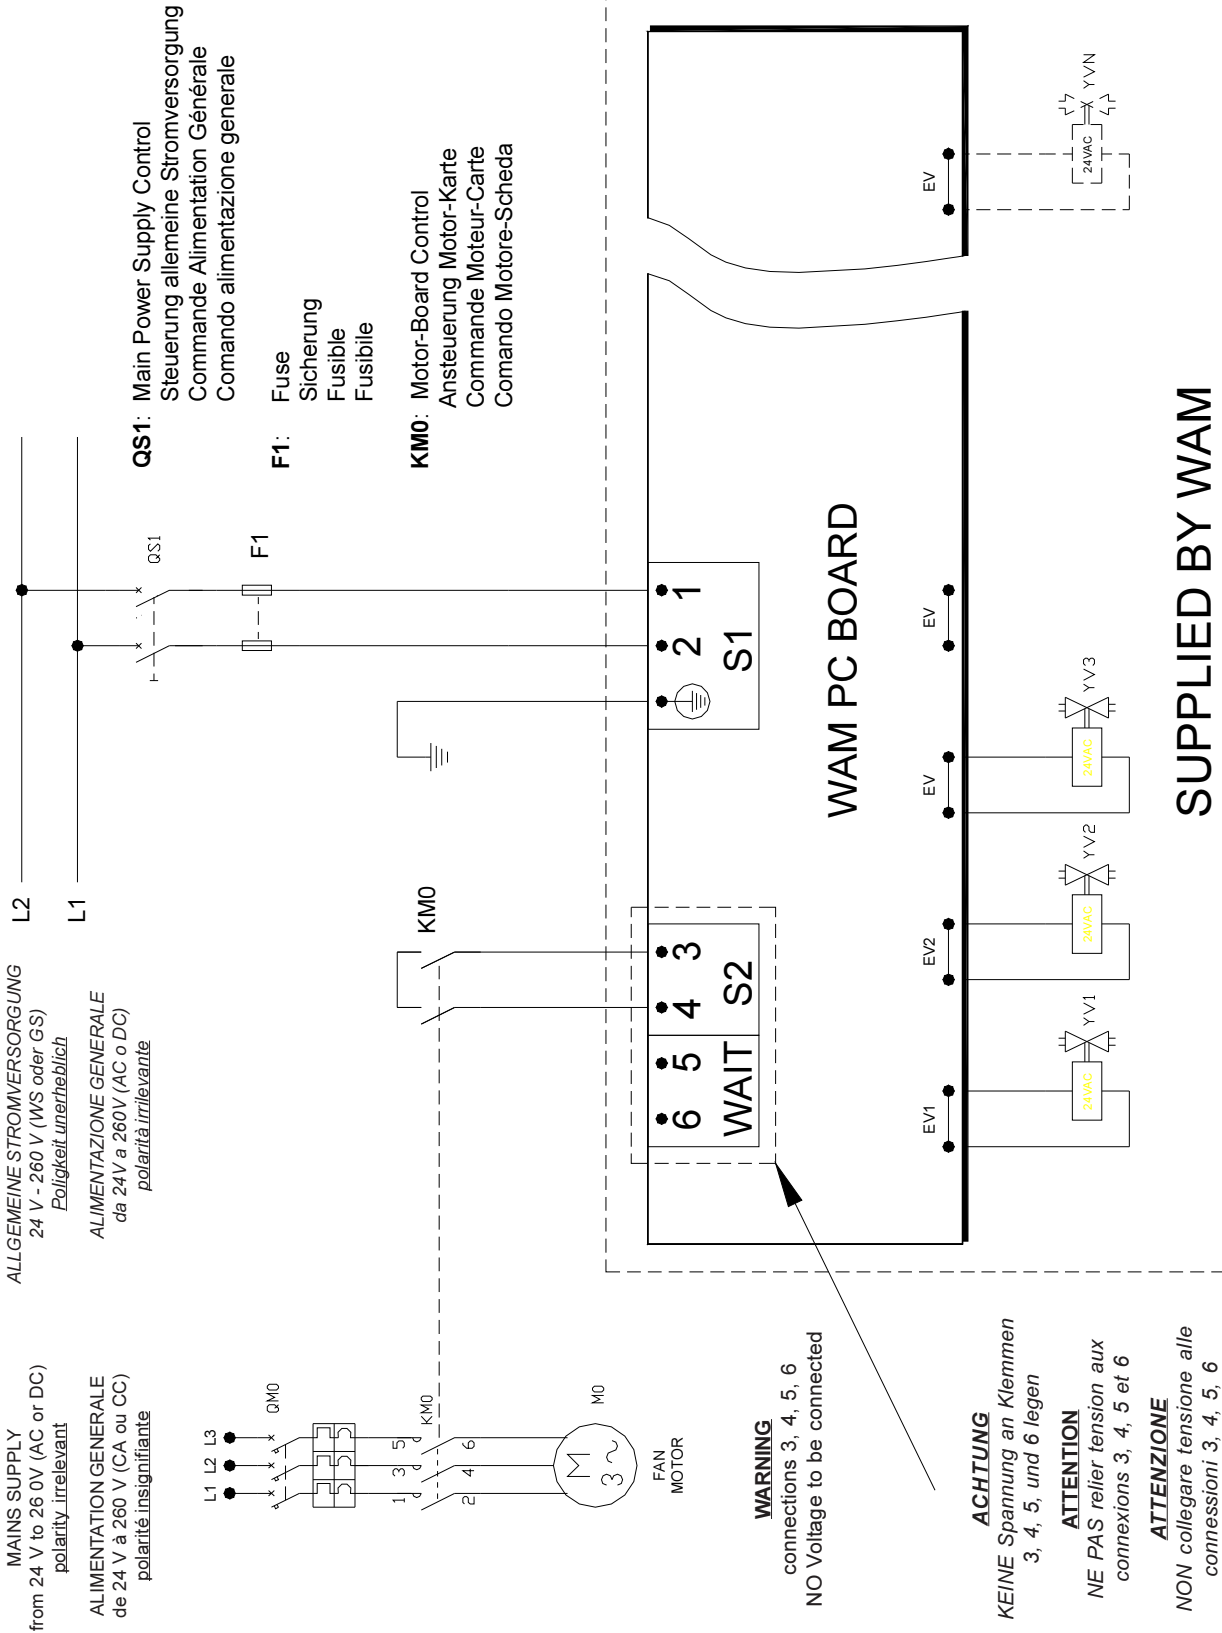 MAINS SUPPLY
from 24 V to 26 0V (AC or DC)
polarity irrelevant
ALIMENTATION GENERALE
de 24 V à 260 V (CA ou CC)
polarité insignifiante
ALLGEMEINE STROMVERSORGUNG
24 V - 260 V (WS oder GS)
Poligkeit unerheblich
ALIMENTAZIONE GENERALE
da 24V a 260V (AC o DC)
polarità irrilevante
L2
L1
QS1
F1
QS1: Main Power Supply Control
Steuerung allemeine Stromversorgung
Commande Alimentation Générale
Comando alimentazione generale
F1: Fuse
Sicherung
Fusible
Fusibile
KM0: Motor-Board Control
Ansteuerung Motor-Karte
Commande Moteur-Carte
Comando Motore-Scheda
L1 L2 L3
QM0
1 3 5
KM0
2 4 6
M
3 ~
M0
FAN
MOTOR
KM0
6 5 4 3
WAIT S2
2 1
S1
WAM PC BOARD
EV1 EV2 EV EV EV
24VAC YV1
24VAC YV2
24VAC YV3
24VAC YVN
SUPPLIED BY WAM
WARNING
connections 3, 4, 5, 6
NO Voltage to be connected
ACHTUNG
KEINE Spannung an Klemmen
3, 4, 5, und 6 legen
ATTENTION
NE PAS relier tension aux
connexions 3, 4, 5 et 6
ATTENZIONE
NON collegare tensione alle
connessioni 3, 4, 5, 6